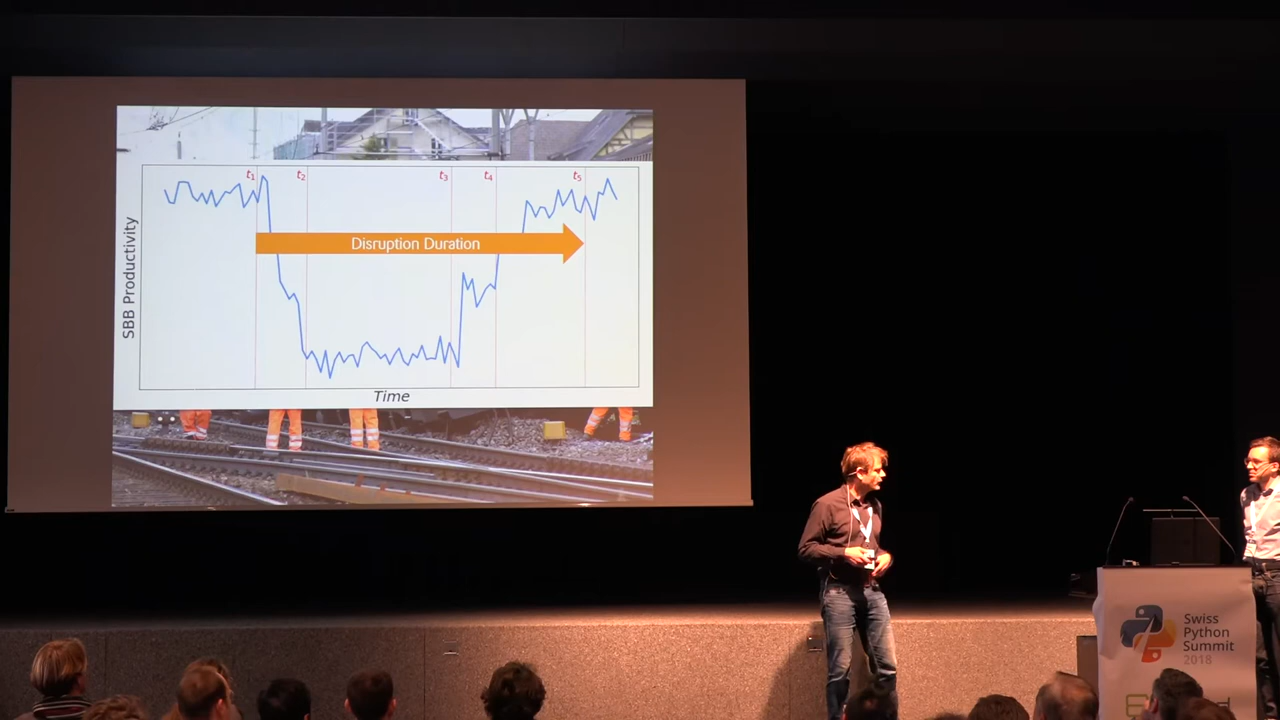 t1 t2 t3 t4 t5
Disruption Duration
SBB Productivity
Time
Swiss
Python
Summit
2018